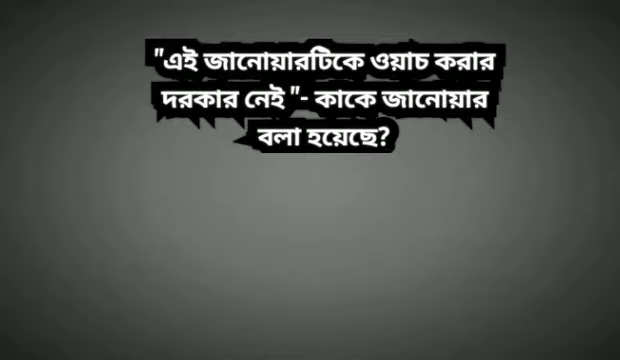 "এই জানোয়ারটিকে ওয়াচ করার
দরকার নেই "- কাকে জানোয়ার
বলা হয়েছে?